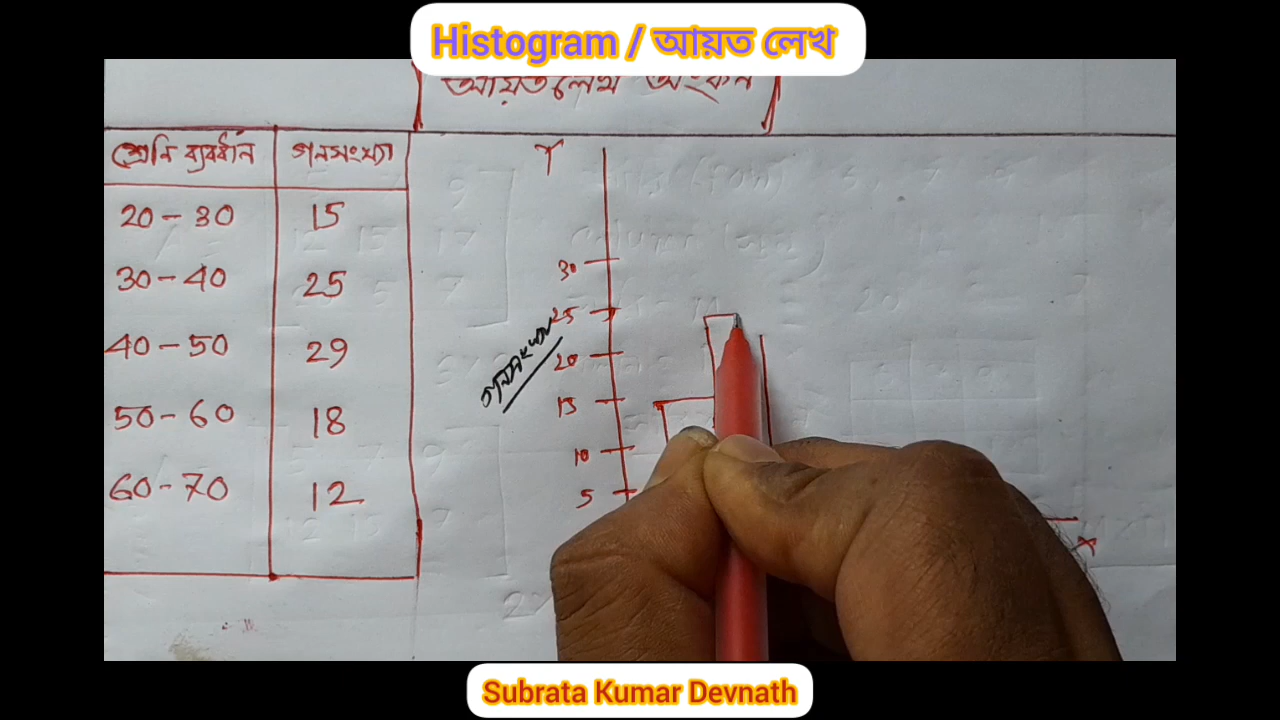 Histogram / আয়ত লেখ
আয়তলেখ অংকন
শ্রেনি ব্যবধান গনসংখ্যা
20 - 30 15
30 - 40 25
40 - 50 29
50 - 60 18
60 - 70 12
Y
30
25
20
15
10
5
গনসংখ্যা
X
Subrata Kumar Devnath